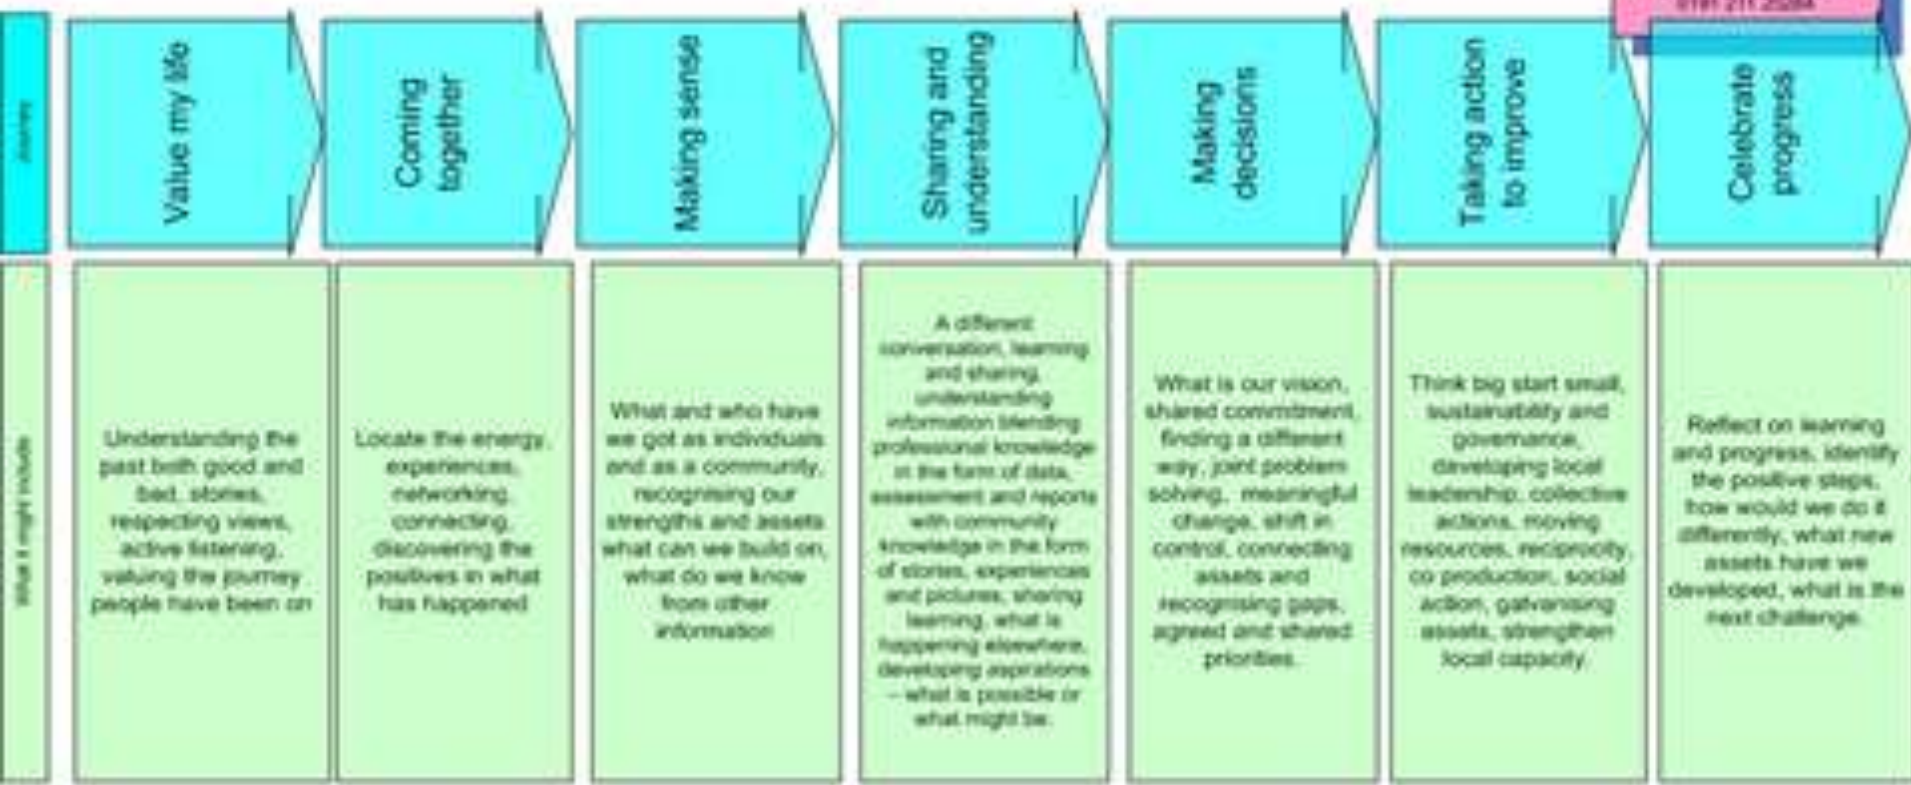 Journey
Value my life
Coming
together
Making sense
Sharing and
understanding
Making
decisions
Taking action
to improve
Celebrate
progress
What it might include
Understanding the
past both good and
bad, stories,
respecting views,
active listening,
valuing the journey
people have been on
Locate the energy,
experiences,
networking,
connecting,
discovering the
positives in what
has happened
What and who have
we got as individuals
and as a community,
recognising our
strengths and assets
what can we build on,
what do we know
from other
information
A different
conversation, learning
and sharing,
understanding
information blending
professional knowledge
in the form of data,
assessment and reports
with community
knowledge in the form
of stories, experiences
and pictures, sharing
learning, what is
happening elsewhere,
developing aspirations
– what is possible or
what might be.
What is our vision,
shared commitment,
finding a different
way, joint problem
solving, meaningful
change, shift in
control, connecting
assets and
recognising gaps,
agreed and shared
priorities.
Think big start small,
sustainability and
governance,
developing local
leadership, collective
actions, moving
resources, reciprocity,
co production, social
action, galvanising
assets, strengthen
local capacity.
Reflect on learning
and progress, identify
the positive steps,
how would we do it
differently, what new
assets have we
developed, what is the
next challenge.